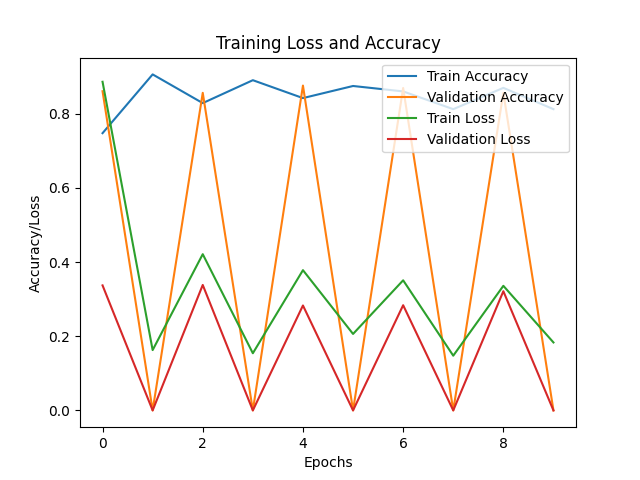 Training Loss and Accuracy
Train Accuracy
Validation Accuracy
Train Loss
Validation Loss
Accuracy/Loss
0.8
0.6
0.4
0.2
0.0
0 2 4 6 8
Epochs